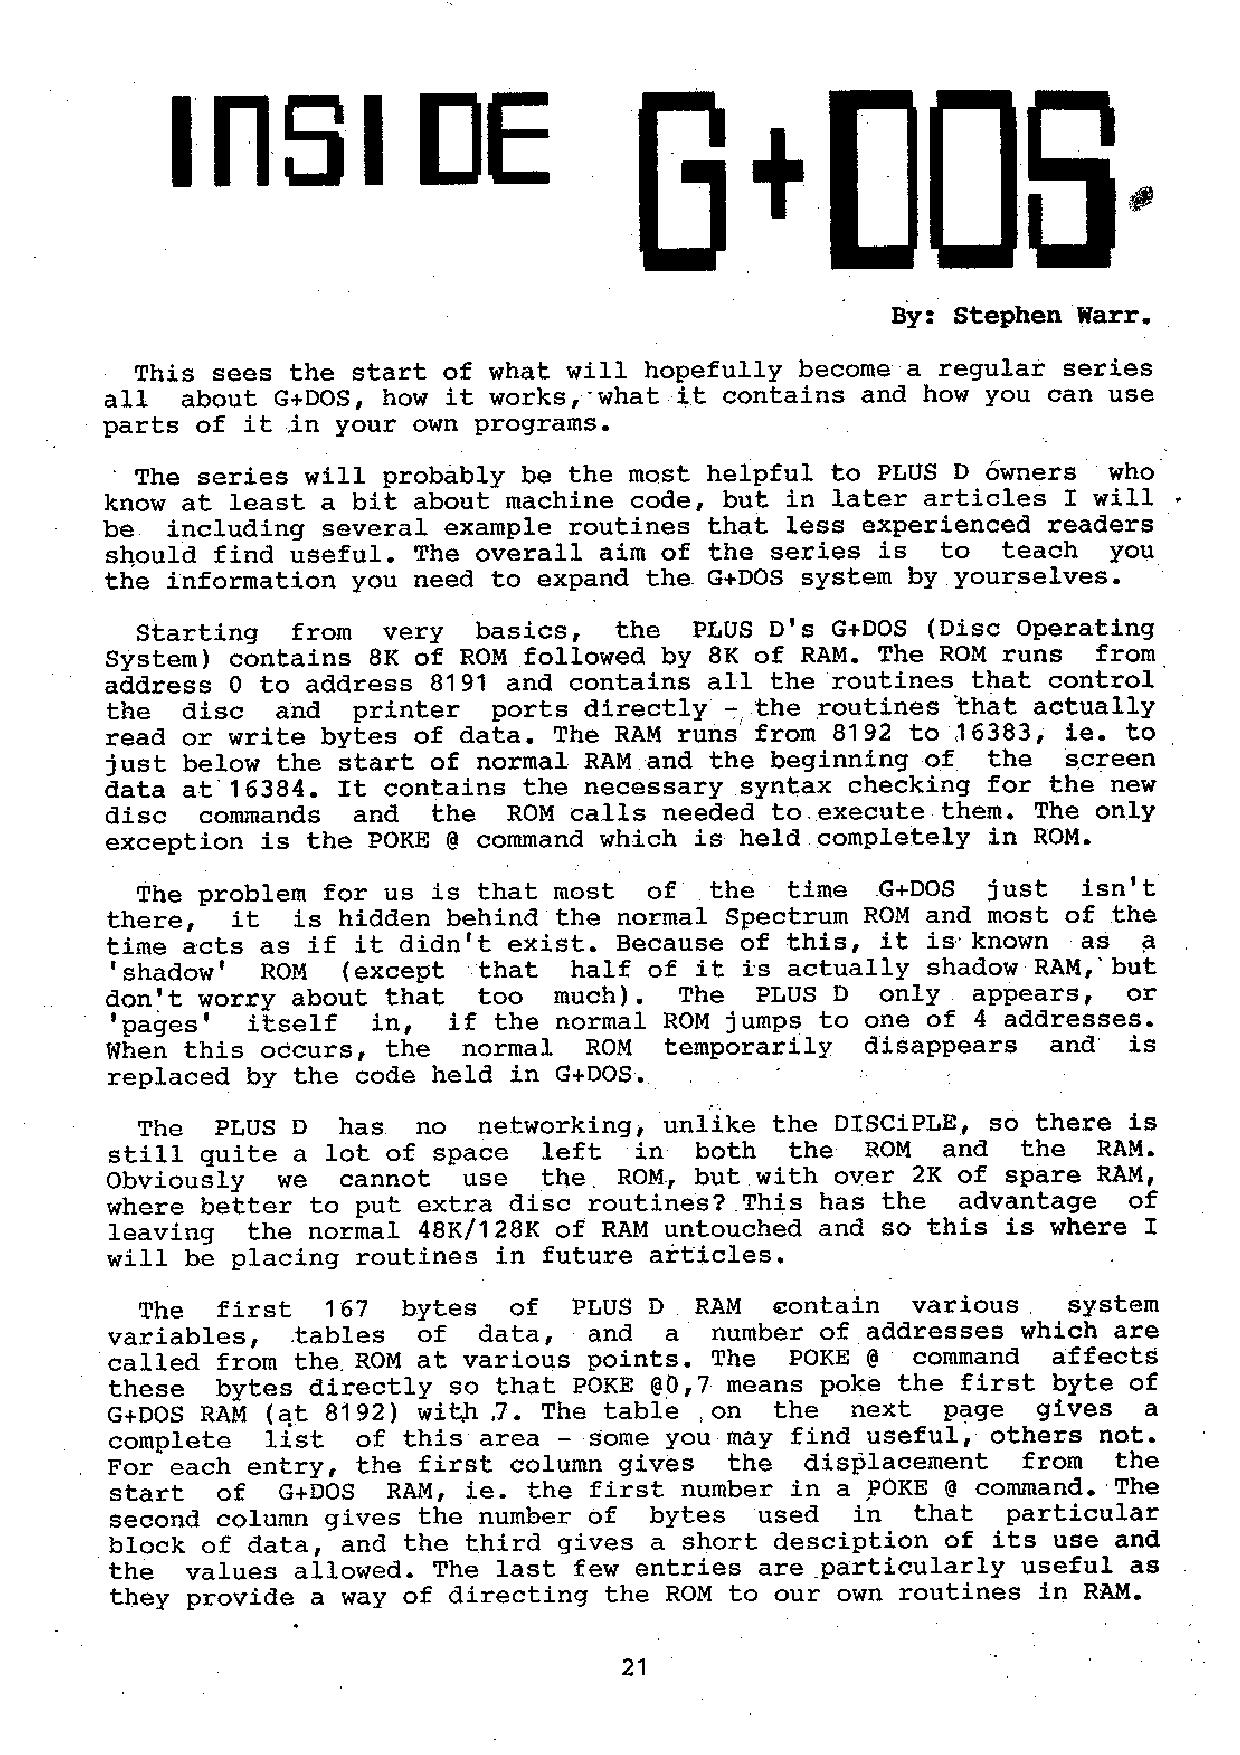 INSIDE G+DOS.
By: Stephen Warr.
This sees the start of what will hopefully become a regular series
all about G+DOS, how it works, what it contains and how you can use
parts of it in your own programs.
The series will probably be the most helpful to PLUS D owners who
know at least a bit about machine code, but in later articles I will
be including several example routines that less experienced readers
should find useful. The overall aim of the series is to teach you
the information you need to expand the G+DOS system by yourselves.
Starting from very basics, the PLUS D's G+DOS (Disc Operating
System) contains 8K of ROM followed by 8K of RAM. The ROM runs from
address 0 to address 8191 and contains all the routines that control
the disc and printer ports directly - the routines that actually
read or write bytes of data. The RAM runs from 8192 to 16383, ie. to
just below the start of normal RAM and the beginning of the screen
data at 16384. It contains the necessary syntax checking for the new
disc commands and the ROM calls needed to execute them. The only
exception is the POKE @ command which is held completely in ROM.
The problem for us is that most of the time G+DOS just isn't
there, it is hidden behind the normal Spectrum ROM and most of the
time acts as if it didn't exist. Because of this, it is known as a
'shadow' ROM (except that half of it is actually shadow RAM, but
don't worry about that too much). The PLUS D only appears, or
'pages' itself in, if the normal ROM jumps to one of 4 addresses.
When this occurs, the normal ROM temporarily disappears and is
replaced by the code held in G+DOS.
The PLUS D has no networking, unlike the DISCiPLE, so there is
still quite a lot of space left in both the ROM and the RAM.
Obviously we cannot use the ROM, but with over 2K of spare RAM,
where better to put extra disc routines? This has the advantage of
leaving the normal 48K/128K of RAM untouched and so this is where I
will be placing routines in future articles.
The first 167 bytes of PLUS D RAM contain various system
variables, tables of data, and a number of addresses which are
called from the ROM at various points. The POKE @ command affects
these bytes directly so that POKE @0,7 means poke the first byte of
G+DOS RAM (at 8192) with 7. The table on the next page gives a
complete list of this area - some you may find useful, others not.
For each entry, the first column gives the displacement from the
start of G+DOS RAM, ie. the first number in a POKE @ command. The
second column gives the number of bytes used in that particular
block of data, and the third gives a short desciption of its use and
the values allowed. The last few entries are particularly useful as
they provide a way of directing the ROM to our own routines in RAM.
21